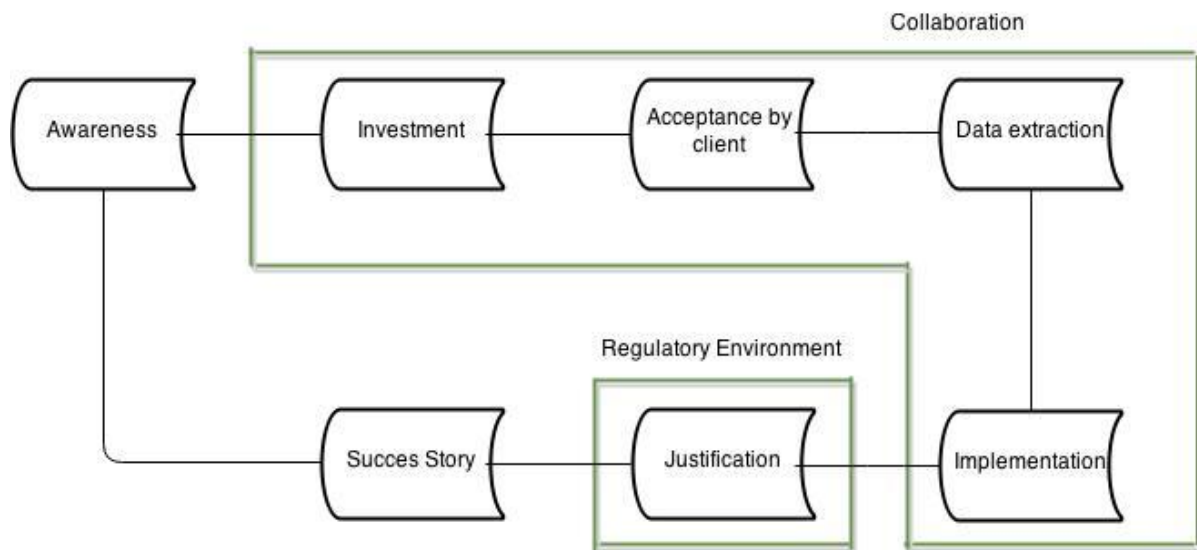 Collaboration
Awareness
Investment
Acceptance by
client
Data extraction
Regulatory Environment
Succes Story
Justification
Implementation